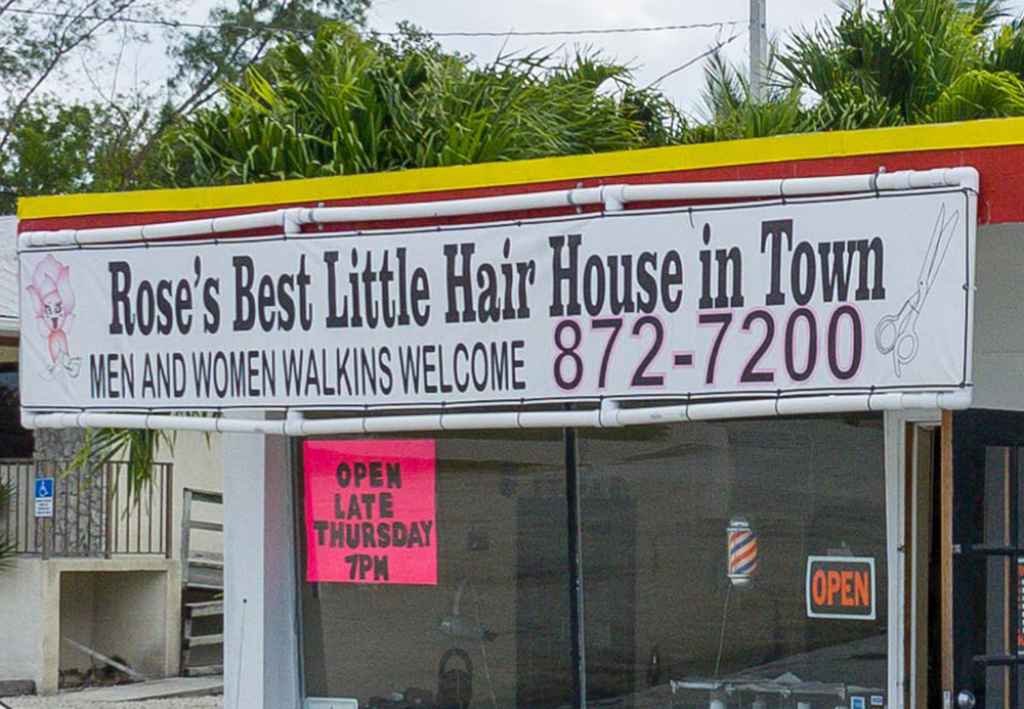 Rose's Best Little Hair House in Town
MEN AND WOMEN WALKINS WELCOME 872-7200
OPEN
LATE
THURSDAY
7PM
OPEN